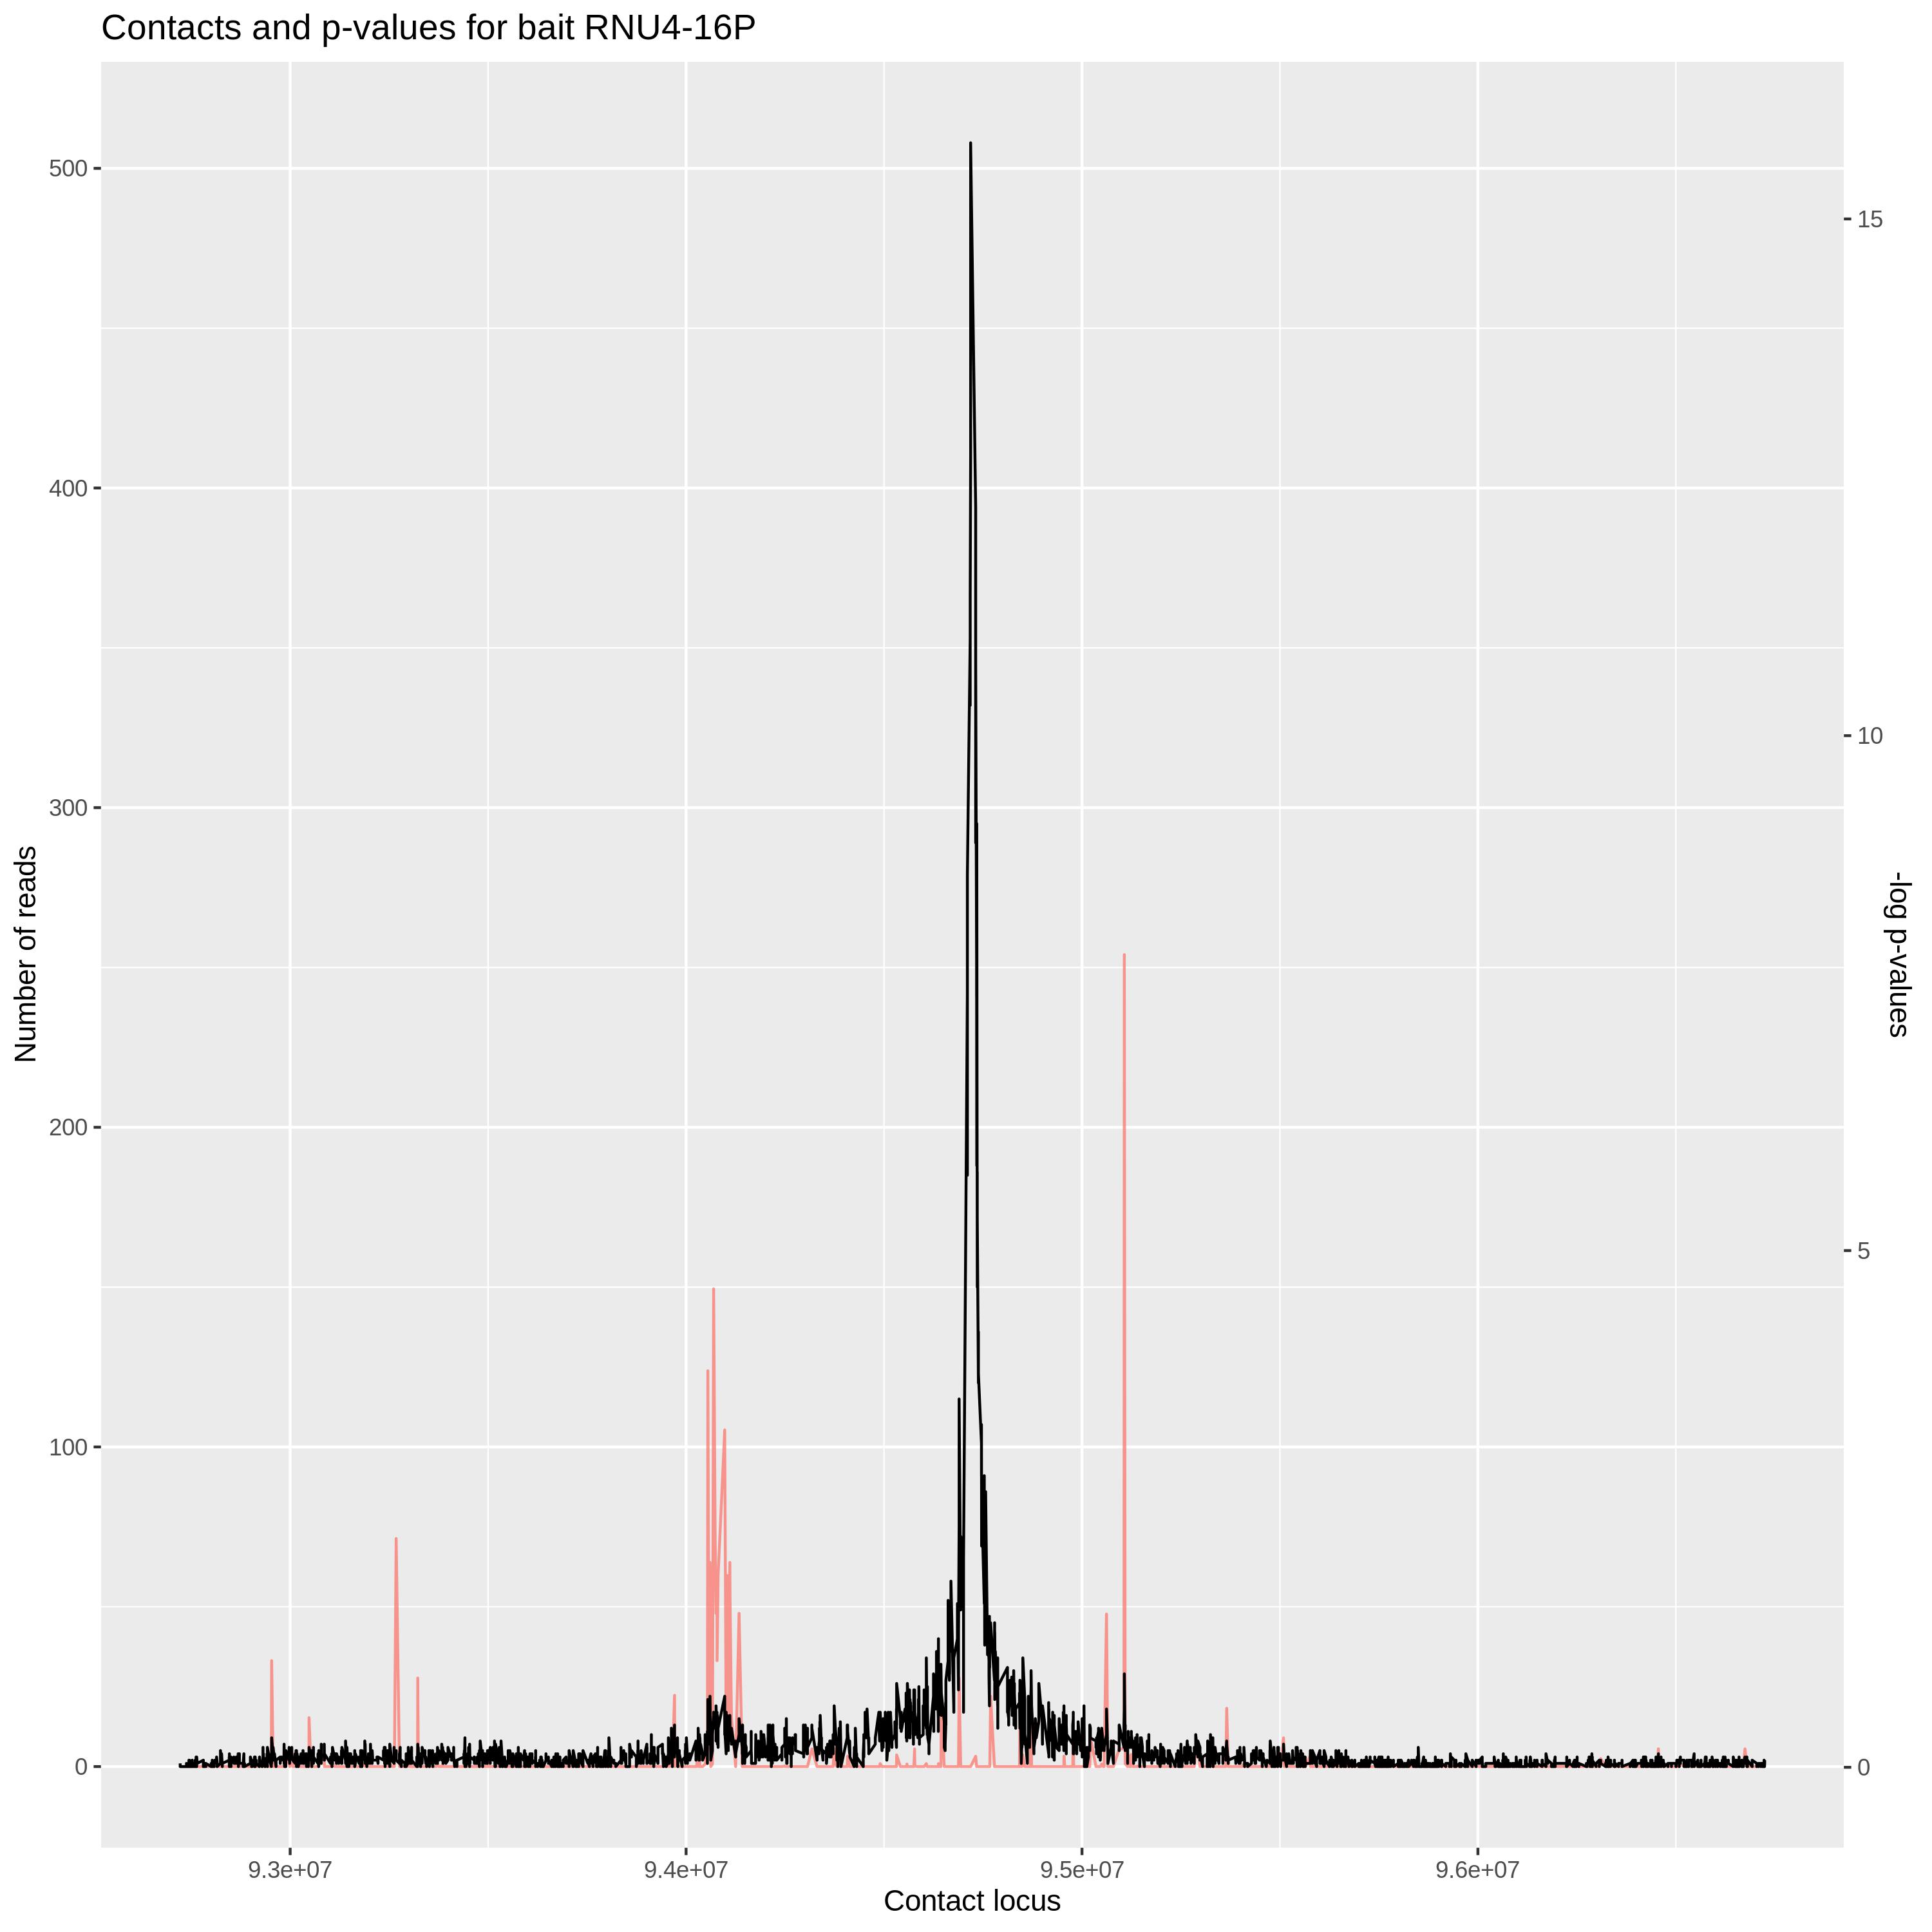 Contacts and p-values for bait RNU4-16P
500
400
300
200
100
0
Number of reads
15
10
5
0
-log p-values
9.3e+07
9.4e+07
9.5e+07
9.6e+07
Contact locus